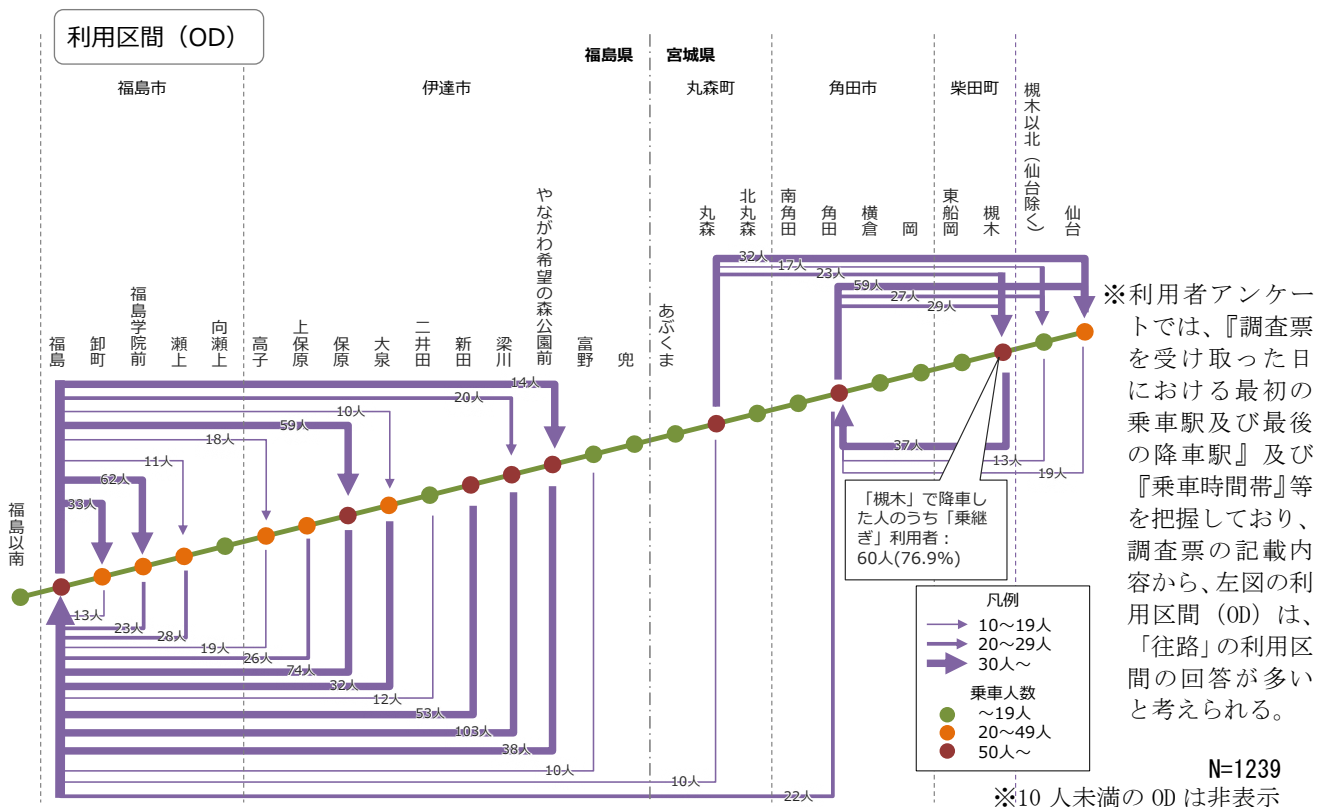 利用区間（OD）
福島県
宮城県
福島市
伊達市
丸森町
角田市
柴田町
槻木以北（仙台除く）
仙台
福島以南
福島
卸町
福島学院前
瀬上
向瀬上
高子
上保原
保原
大泉
二井田
新田
梁川
やながわ希望の森公園前
富野
兜
あぶくま
丸森
北丸森
南角田
角田
横倉
岡
東船岡
槻木
32人
17人
23人
59人
27人
29人
14人
20人
10人
59人
18人
11人
62人
33人
37人
13人
19人
13人
23人
28人
19人
26人
74人
32人
12人
53人
103人
38人
10人
10人
22人
「槻木」で降車し
た人のうち「乗継
ぎ」利用者：
60人(76.9%)
凡例
10～19人
20～29人
30人～
乗車人数
～19人
20～49人
50人～
※利用者アンケー
トでは、『調査票
を受け取った日
における最初の
乗車駅及び最後
の降車駅』及び
『乗車時間帯』等
を把握しており、
調査票の記載内
容から、左図の利
用区間（OD）は、
「往路」の利用区
間の回答が多い
と考えられる。
N=1239
※10 人未満の OD は非表示